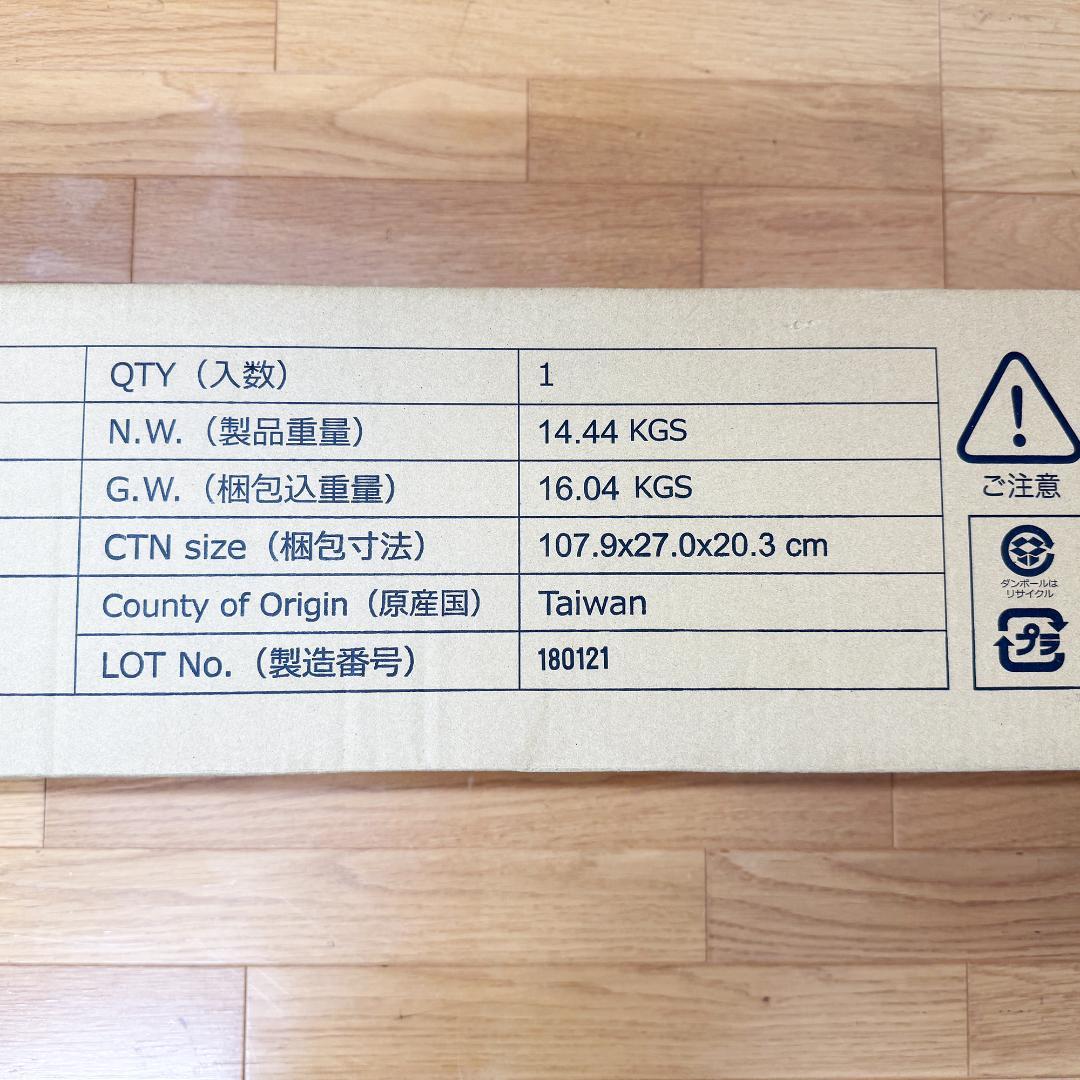 QTY（入数） 1
N.W.（製品重量） 14.44 KGS
G.W.（梱包込重量） 16.04 KGS
CTN size（梱包寸法） 107.9x27.0x20.3 cm
County of Origin（原産国） Taiwan
LOT No.（製造番号） 180121
ご注意
ダンボールは
リサイクル
プラ